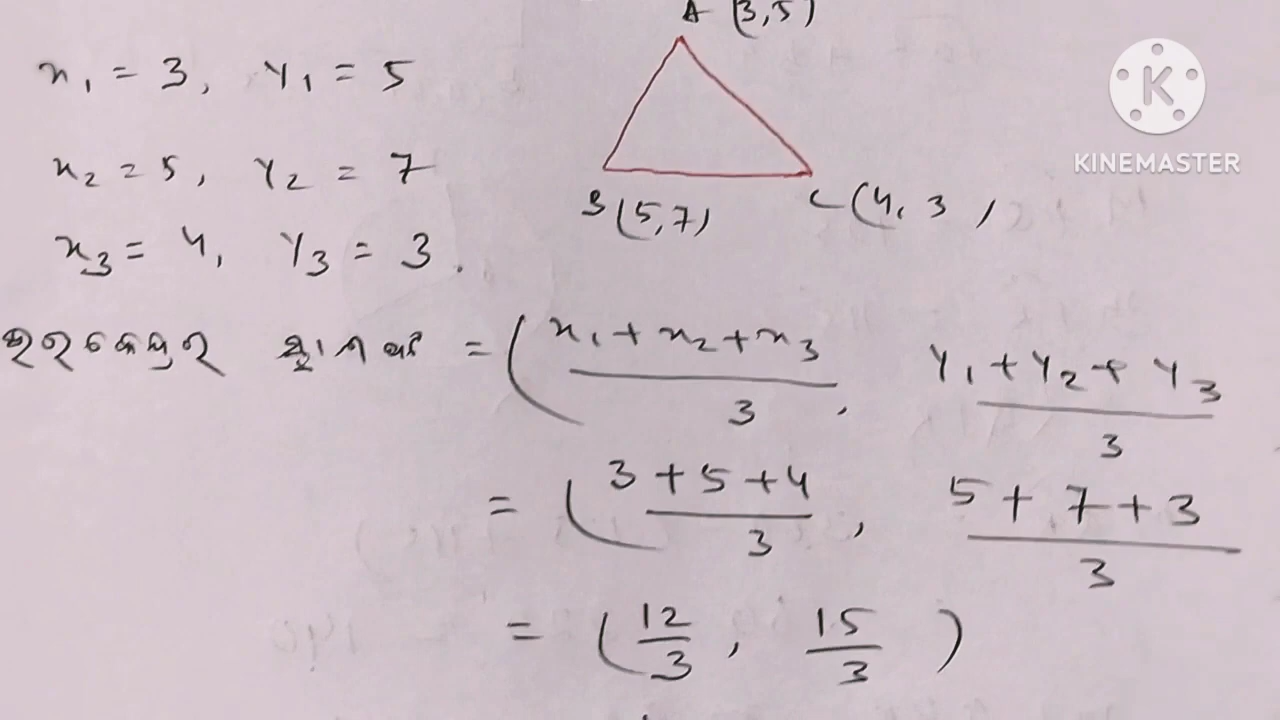 A (3,5)
x₁ = 3, Y₁ = 5
KINEMASTER
x₂ = 5, Y₂ = 7
B (5,7)
C (4, 3 )
x₃ = 4, Y₃ = 3.
ଭରକେନ୍ଦ୍ରର ସ୍ଥାନାଙ୍କ = ( x₁ + x₂ + x₃ / 3 , Y₁ + Y₂ + Y₃ / 3
= ( 3 + 5 + 4 / 3 , 5 + 7 + 3 / 3
= ( 12 / 3 , 15 / 3 )